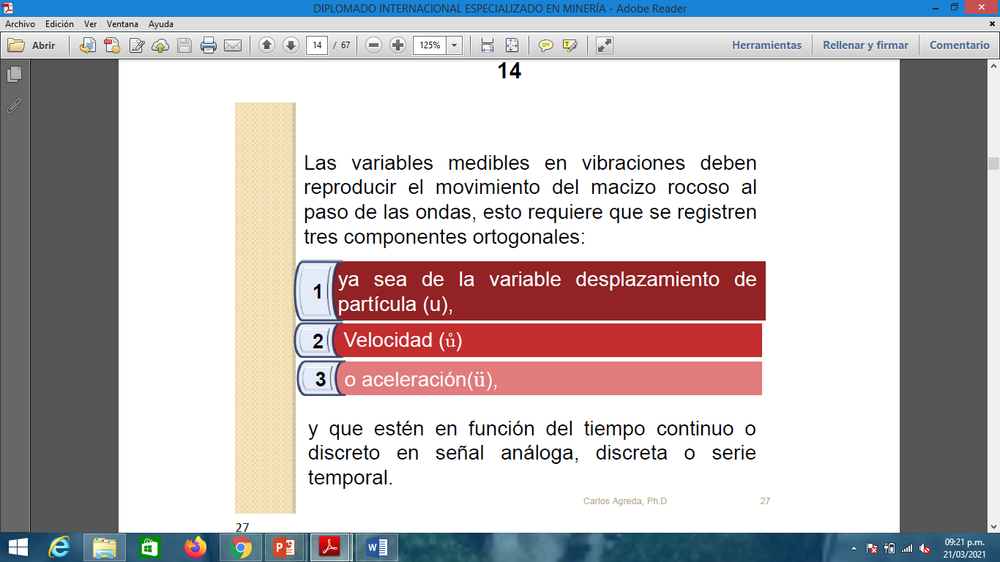 DIPLOMADO INTERNACIONAL ESPECIALIZADO EN MINERÍA - Adobe Reader
Archivo Edición Ver Ventana Ayuda
Abrir 14 / 67 125% Herramientas Rellenar y firmar Comentario
14
Las variables medibles en vibraciones deben
reproducir el movimiento del macizo rocoso al
paso de las ondas, esto requiere que se registren
tres componentes ortogonales:
1 ya sea de la variable desplazamiento de
partícula (u),
2 Velocidad (ů)
3 o aceleración(ü),
y que estén en función del tiempo continuo o
discreto en señal análoga, discreta o serie
temporal.
Carlos Agreda, Ph.D 27
27
09:21 p.m.
21/03/2021